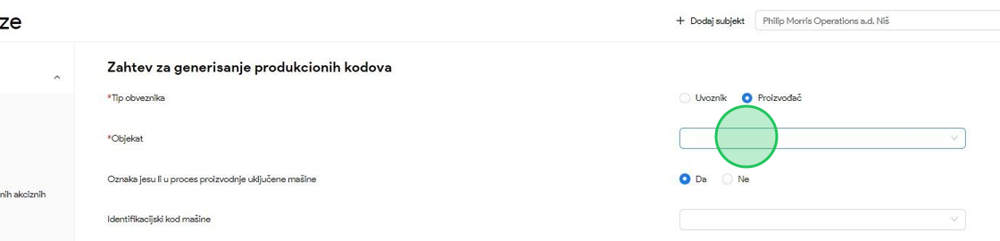 ze
+ Dodaj subjekt
Philip Morris Operations a.d. Niš
Zahtev za generisanje produkcionih kodova
*Tip obveznika
Uvoznik
Proizvođač
*Objekat
Oznaka jesu li u proces proizvodnje uključene mašine
Da
Ne
nih akciznih
Identifikacijski kod mašine